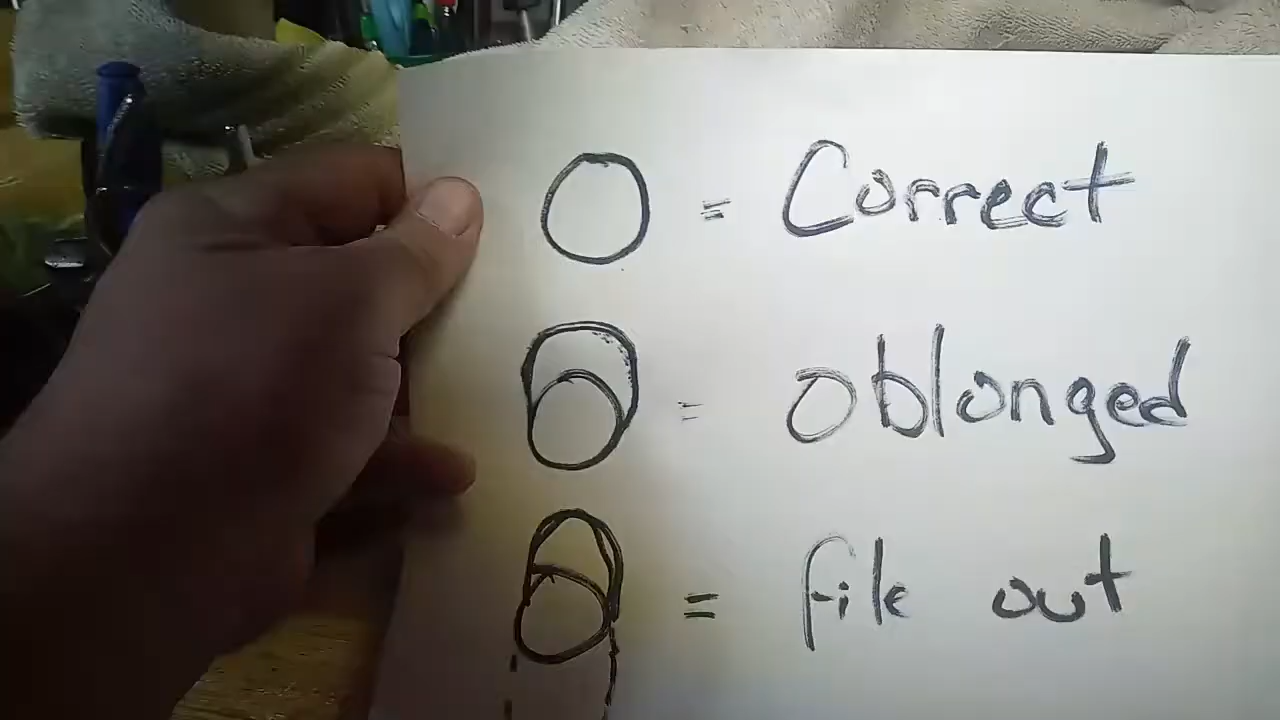 = Correct
= oblonged
= file out